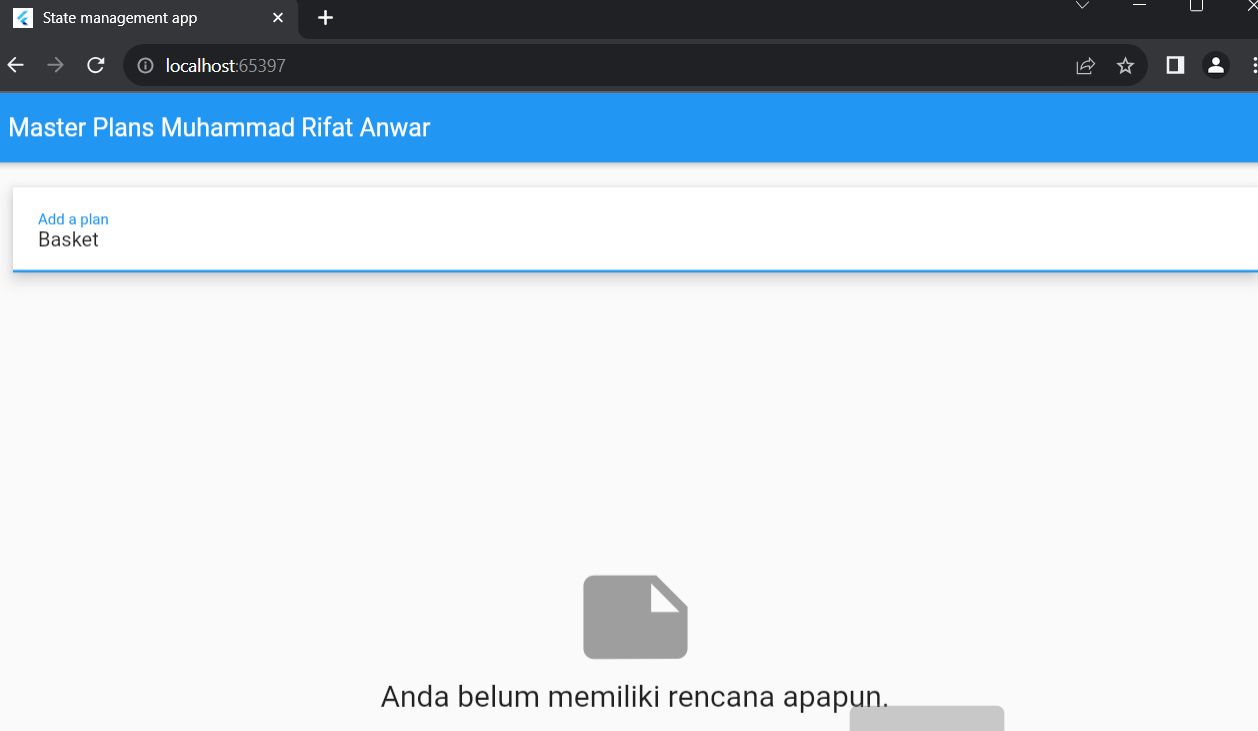 State management app
localhost:65397
Master Plans Muhammad Rifat Anwar
Add a plan
Basket
Anda belum memiliki rencana apapun.